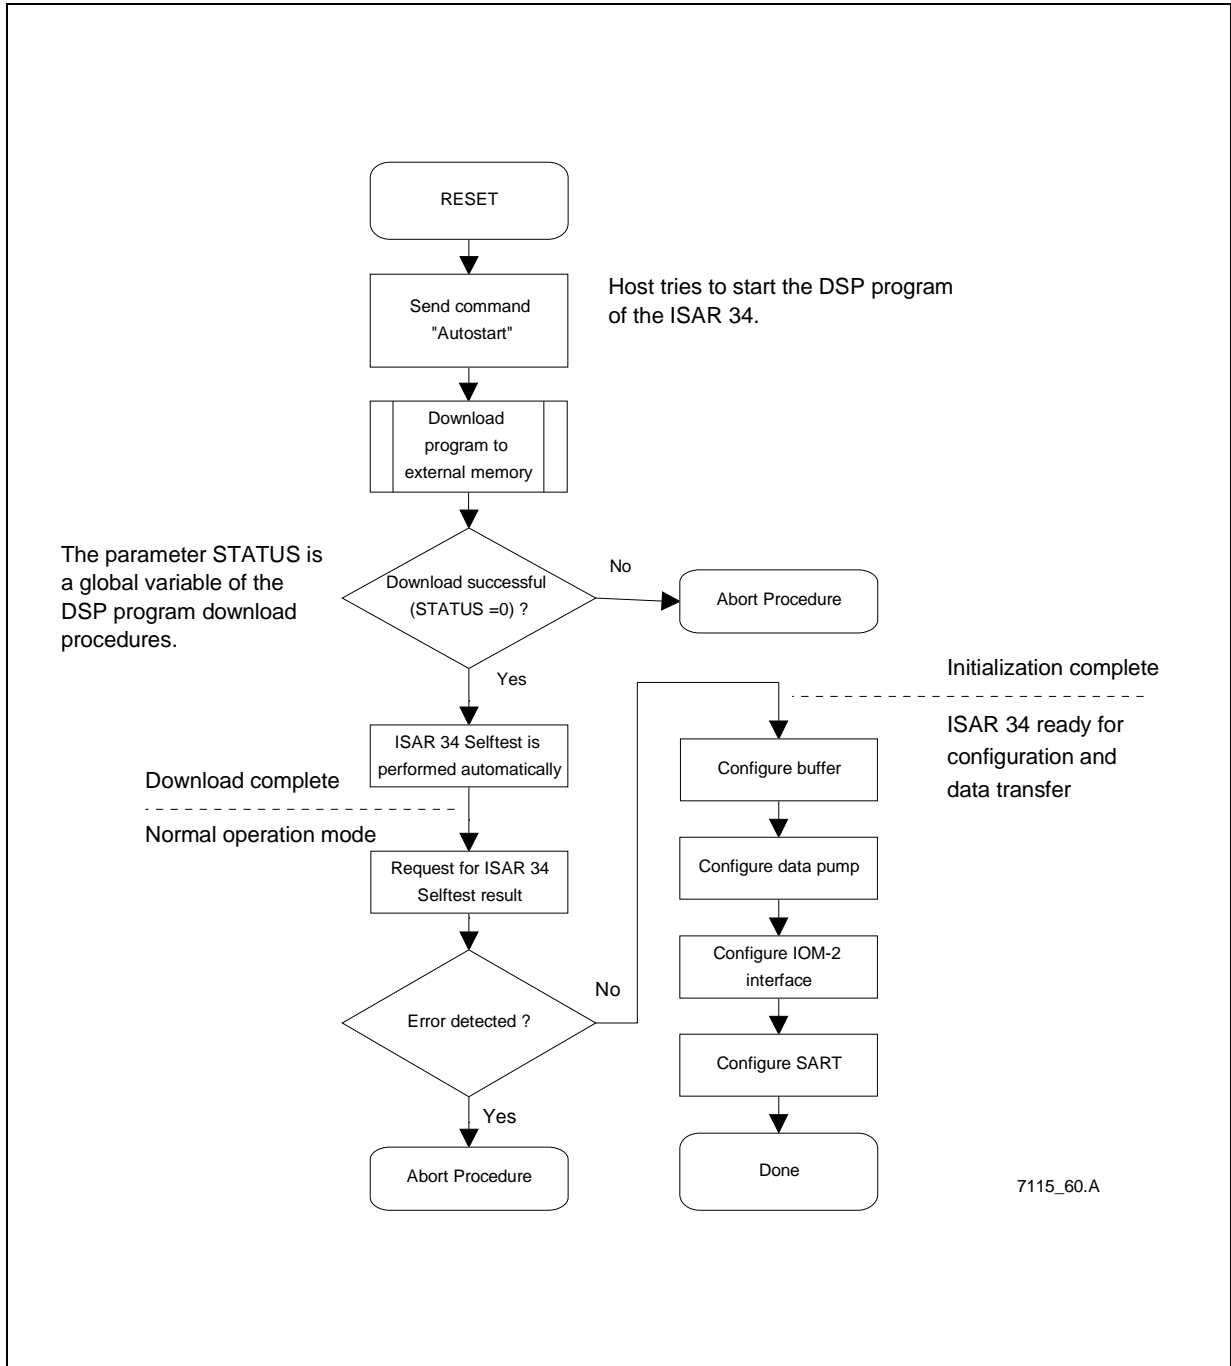 RESET
Send command
"Autostart"
Host tries to start the DSP program
of the ISAR 34.
Download
program to
external memory
The parameter STATUS is
a global variable of the
DSP program download
procedures.
Download successful
(STATUS =0) ?
No
Abort Procedure
Yes
Initialization complete
ISAR 34 ready for
configuration and
data transfer
ISAR 34 Selftest is
performed automatically
Download complete
Normal operation mode
Request for ISAR 34
Selftest result
Error detected ?
No
Yes
Abort Procedure
Configure buffer
Configure data pump
Configure IOM-2
interface
Configure SART
Done
7115_60.A